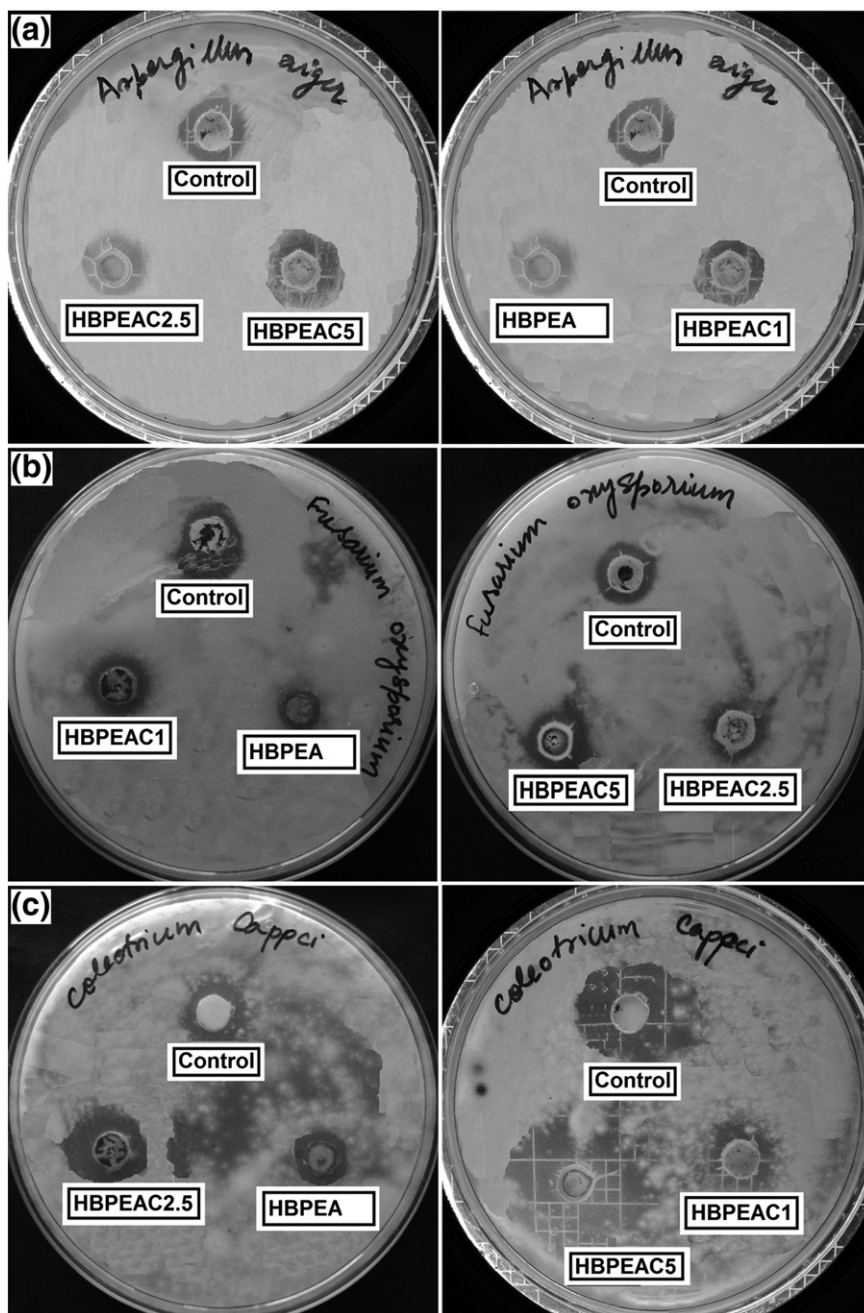 (a)
Aspergillus niger
Control
HBPEAC2.5
HBPEAC5
Aspergillus niger
Control
HBPEA
HBPEAC1
(b)
Fusarium oxysporium
Control
HBPEAC1
HBPEA
Fusarium oxysporium
Control
HBPEAC5
HBPEAC2.5
(c)
Coleotrium Cappci
Control
HBPEAC2.5
HBPEA
Coleotricum Cappci
Control
HBPEAC1
HBPEAC5